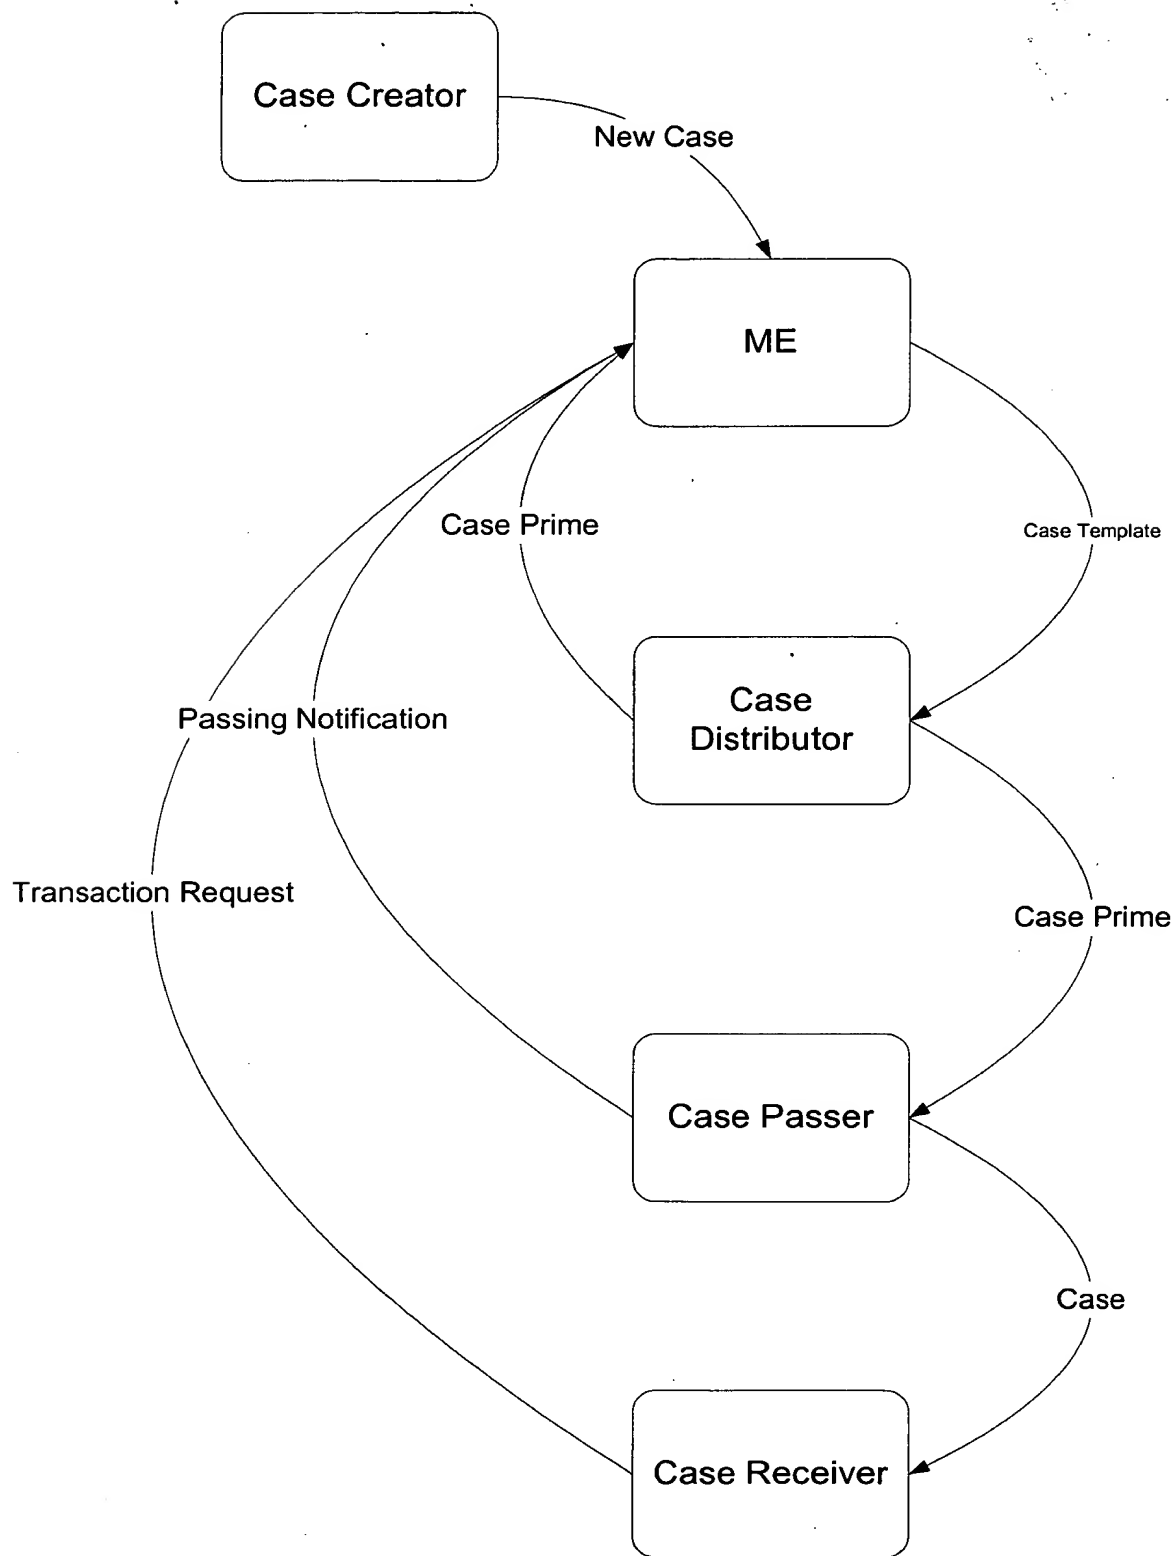 Case Creator
New Case
ME
Case Prime
Case Template
Case
Distributor
Passing Notification
Transaction Request
Case Prime
Case Passer
Case
Case Receiver